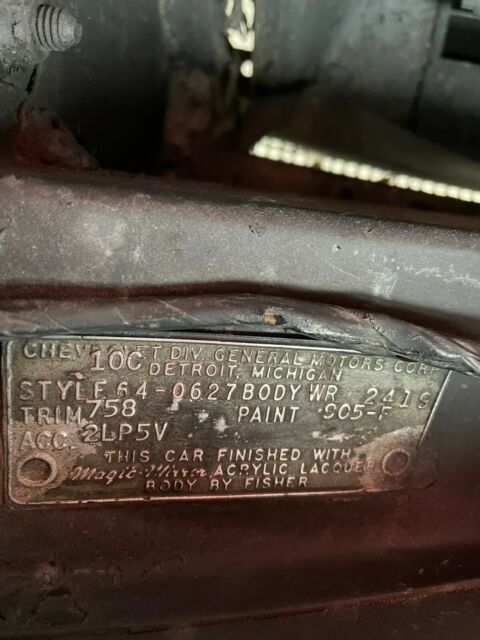 CHEVROLET DIV. GENERAL MOTORS CORP.
10C DETROIT, MICHIGAN
STYLE 64-0627 BODY WR 2419
TRIM 758 PAINT 905-F
ACC. 2LP5V
THIS CAR FINISHED WITH
Magic-Mirror ACRYLIC LACQUER
BODY BY FISHER